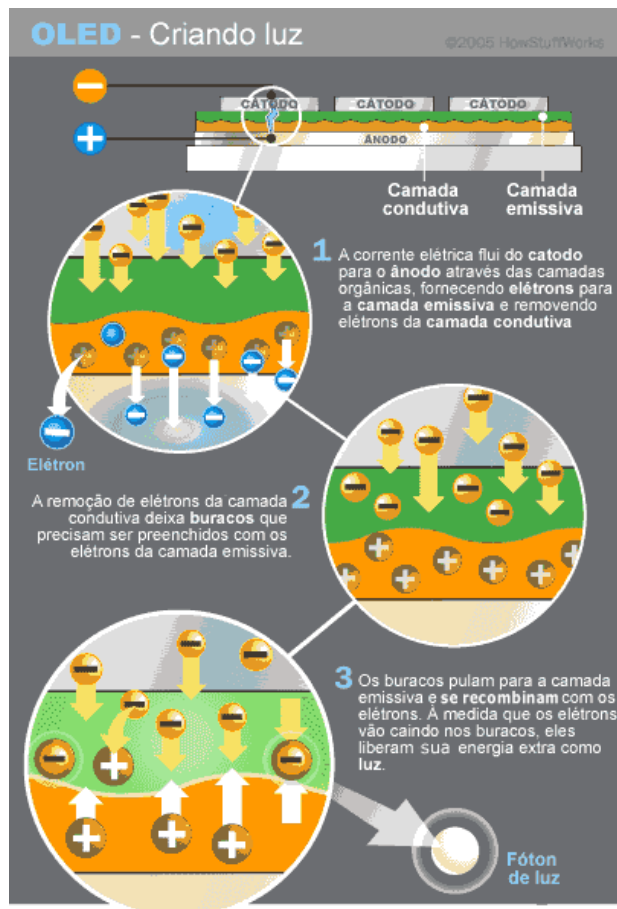 OLED - Criando luz
©2005 HowStuffWorks
CÁTODO CÁTODO CÁTODO
ÂNODO
Camada condutiva
Camada emissiva
1 A corrente elétrica flui do catodo
para o ânodo através das camadas
orgânicas, fornecendo elétrons para
a camada emissiva e removendo
elétrons da camada condutiva
Elétron
A remoção de elétrons da camada 2
condutiva deixa buracos que
precisam ser preenchidos com os
elétrons da camada emissiva.
3 Os buracos pulam para a camada
emissiva e se recombinam com os
elétrons. À medida que os elétrons
vão caindo nos buracos, eles
liberam sua energia extra como
luz.
Fóton
de luz